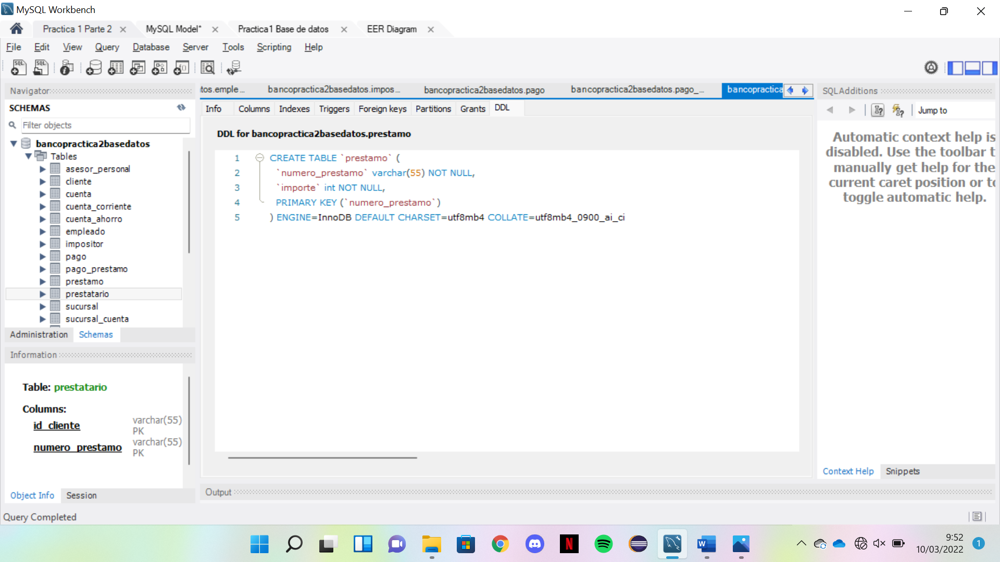 MySQL Workbench
Practica 1 Parte 2
MySQL Model*
Practica1 Base de datos
EER Diagram
File Edit View Query Database Server Tools Scripting Help
Navigator
SCHEMAS
Filter objects
bancopractica2basedatos
Tables
asesor_personal
cliente
cuenta
cuenta_corriente
cuenta_ahorro
empleado
impositor
pago
pago_prestamo
prestamo
prestatario
sucursal
sucursal_cuenta
Administration Schemas
Information
Table: prestatario
Columns:
id_cliente varchar(55) PK
numero_prestamo varchar(55) PK
Object Info Session
Query Completed
tos.emple... bancopractica2basedatos.impos... bancopractica2basedatos.pago bancopractica2basedatos.pago_... bancopractica
Info Columns Indexes Triggers Foreign keys Partitions Grants DDL
DDL for bancopractica2basedatos.prestamo
1 CREATE TABLE `prestamo` (
2 `numero_prestamo` varchar(55) NOT NULL,
3 `importe` int NOT NULL,
4 PRIMARY KEY (`numero_prestamo`)
5 ) ENGINE=InnoDB DEFAULT CHARSET=utf8mb4 COLLATE=utf8mb4_0900_ai_ci
Output
SQLAdditions
Jump to
Automatic context help is
disabled. Use the toolbar t
manually get help for the
current caret position or to
toggle automatic help.
Context Help Snippets
9:52
10/03/2022
1